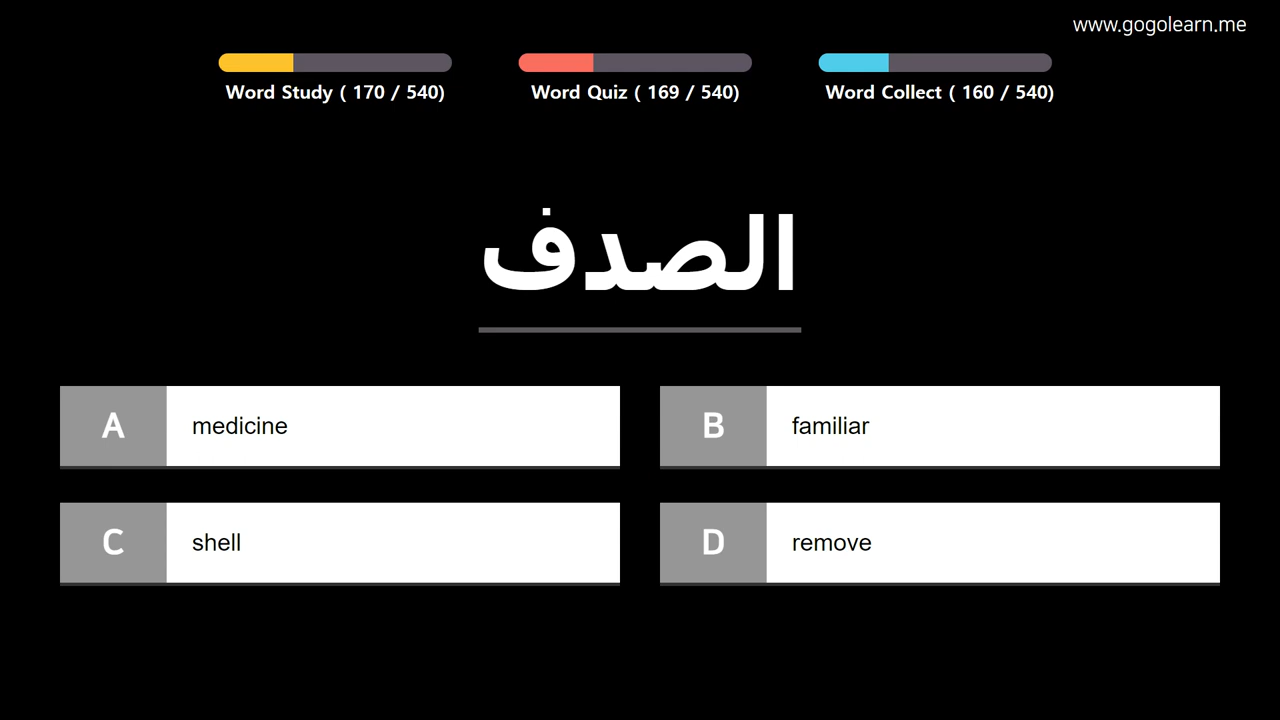 www.gogolearn.me
Word Study ( 170 / 540)
Word Quiz ( 169 / 540)
Word Collect ( 160 / 540)
الصدف
A medicine
B familiar
C shell
D remove